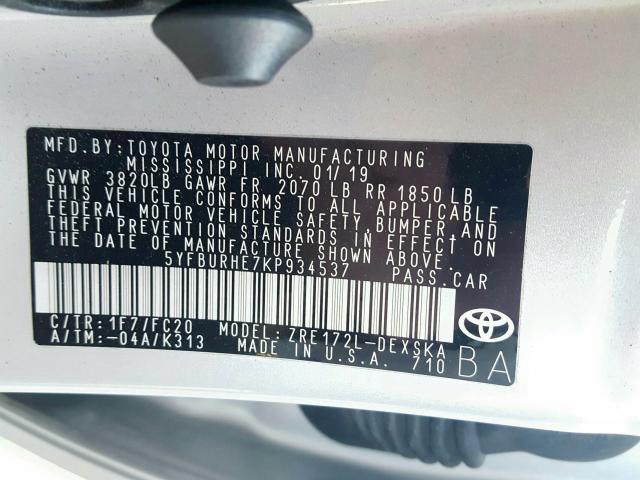 MFD.BY:TOYOTA MOTOR MANUFACTURING
MISSISSIPPI INC. 01/19
GVWR 3820LB GAWR FR 2070 LB RR 1850 LB
THIS VEHICLE CONFORMS TO ALL APPLICABLE
FEDERAL MOTOR VEHICLE SAFETY, BUMPER, AND
THEFT PREVENTION STANDARDS IN EFFECT ON
THE DATE OF MANUFACTURE SHOWN ABOVE.
5YFBURHE7KP934537 PASS.CAR
C/TR: 1F77/FC20 MODEL: ZRE172L-DEXSKA
A/TM:-04A/K313 MADE IN U.S.A. 710
BA